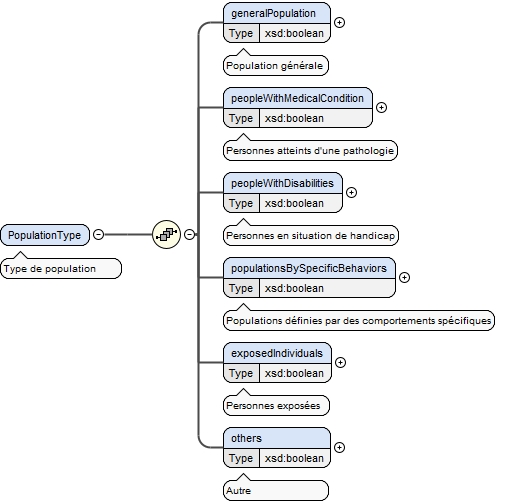 generalPopulation
Type xsd:boolean
Population générale
peopleWithMedicalCondition
Type xsd:boolean
Personnes atteints d'une pathologie
peopleWithDisabilities
Type xsd:boolean
Personnes en situation de handicap
PopulationType
Type de population
populationsBySpecificBehaviors
Type xsd:boolean
Populations définies par des comportements spécifiques
exposedIndividuals
Type xsd:boolean
Personnes exposées
others
Type xsd:boolean
Autre